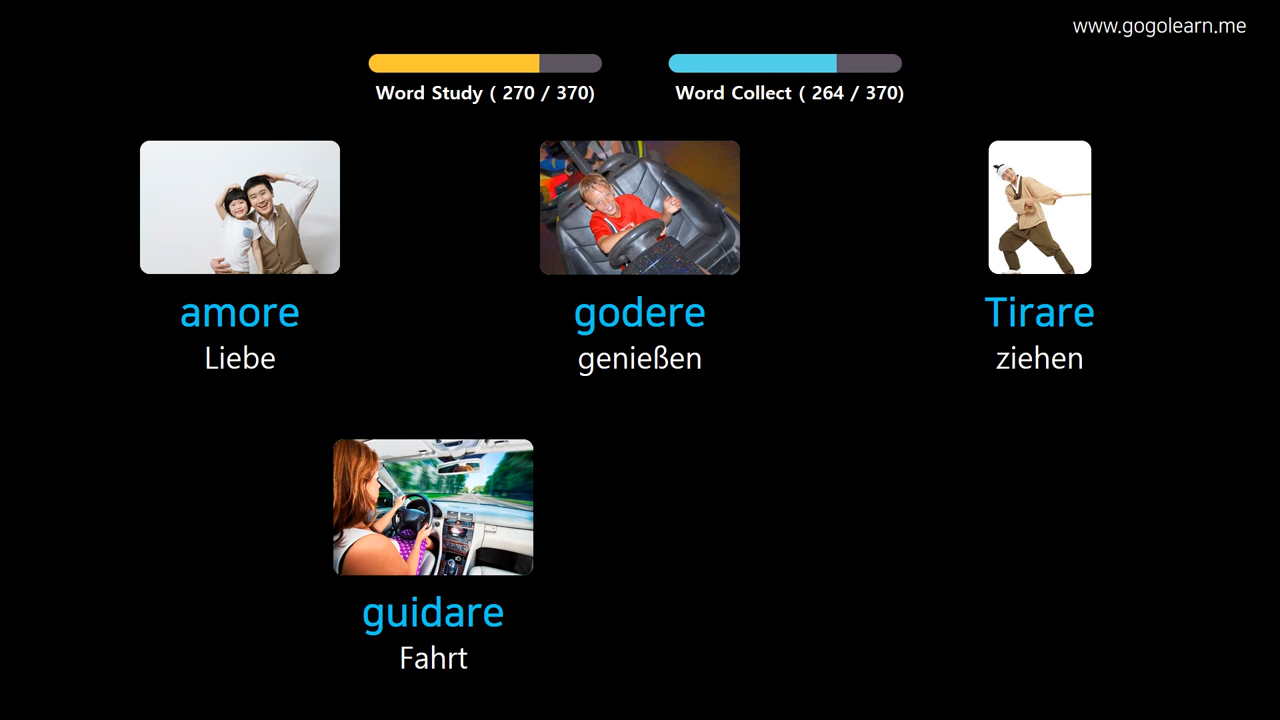 www.gogolearn.me
Word Study ( 270 / 370)
Word Collect ( 264 / 370)
amore
Liebe
godere
genießen
Tirare
ziehen
guidare
Fahrt